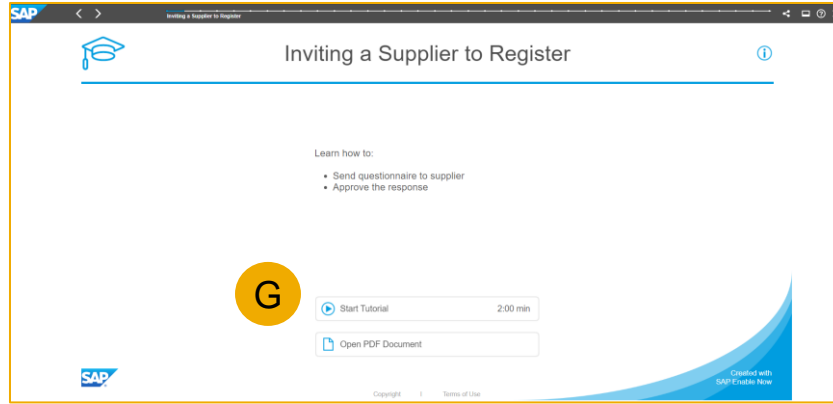 SAP
Inviting a Supplier to Register
Inviting a Supplier to Register
Learn how to:
• Send questionnaire to supplier
• Approve the response
G
Start Tutorial 2:00 min
Open PDF Document
SAP
Created with
SAP Enable Now
Copyright | Terms of Use